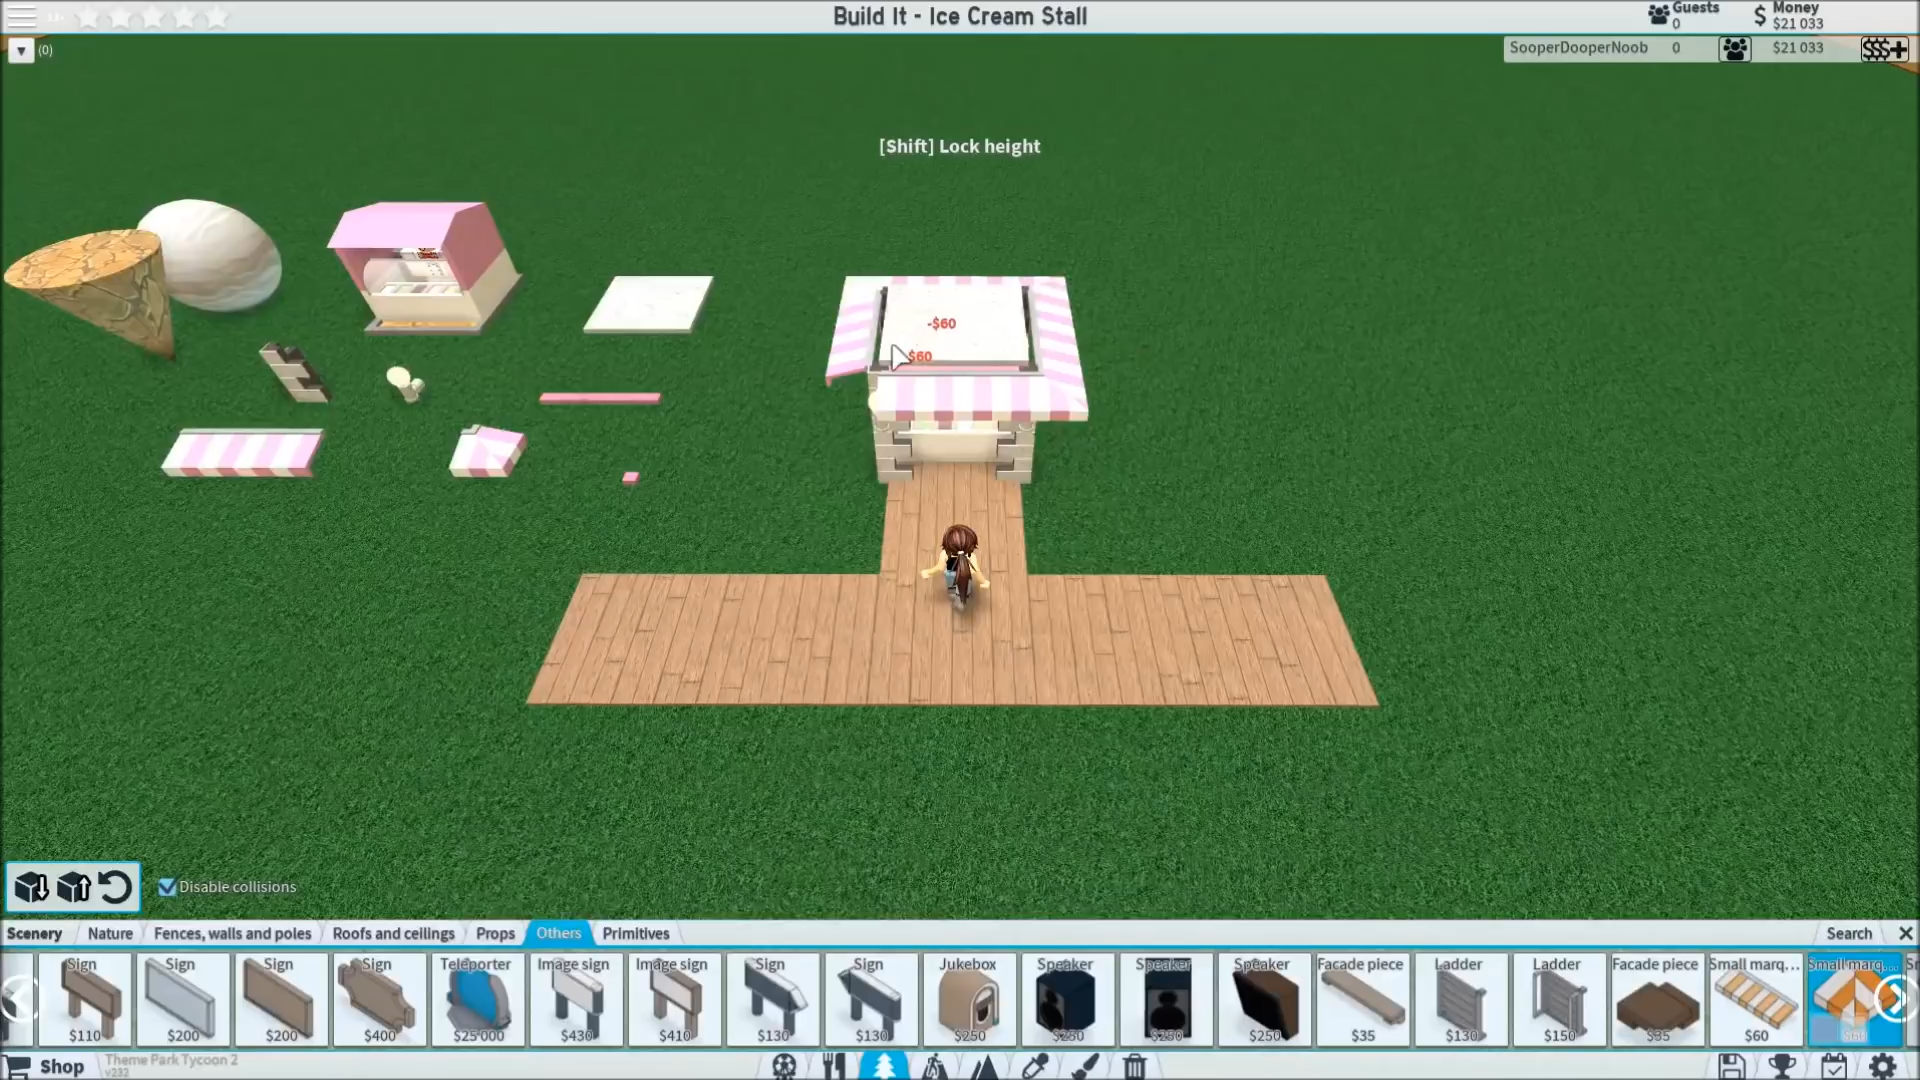 Build It - Ice Cream Stall
Guests
0
$ Money
$21 033
(0)
SooperDooperNoob 0 $21 033 $$$+
[Shift] Lock height
-$60
$60
Disable collisions
Scenery Nature Fences, walls and poles Roofs and ceilings Props Others Primitives Search
Sign Sign Sign Sign Teleporter Image sign Image sign Sign Sign Jukebox Speaker Speaker Speaker Facade piece Ladder Ladder Facade piece Small marq... Small marq...
$110 $200 $200 $400 $25'000 $430 $410 $130 $130 $250 $250 $250 $250 $35 $130 $150 $35 $60 $60
Shop
Theme Park Tycoon 2
v232